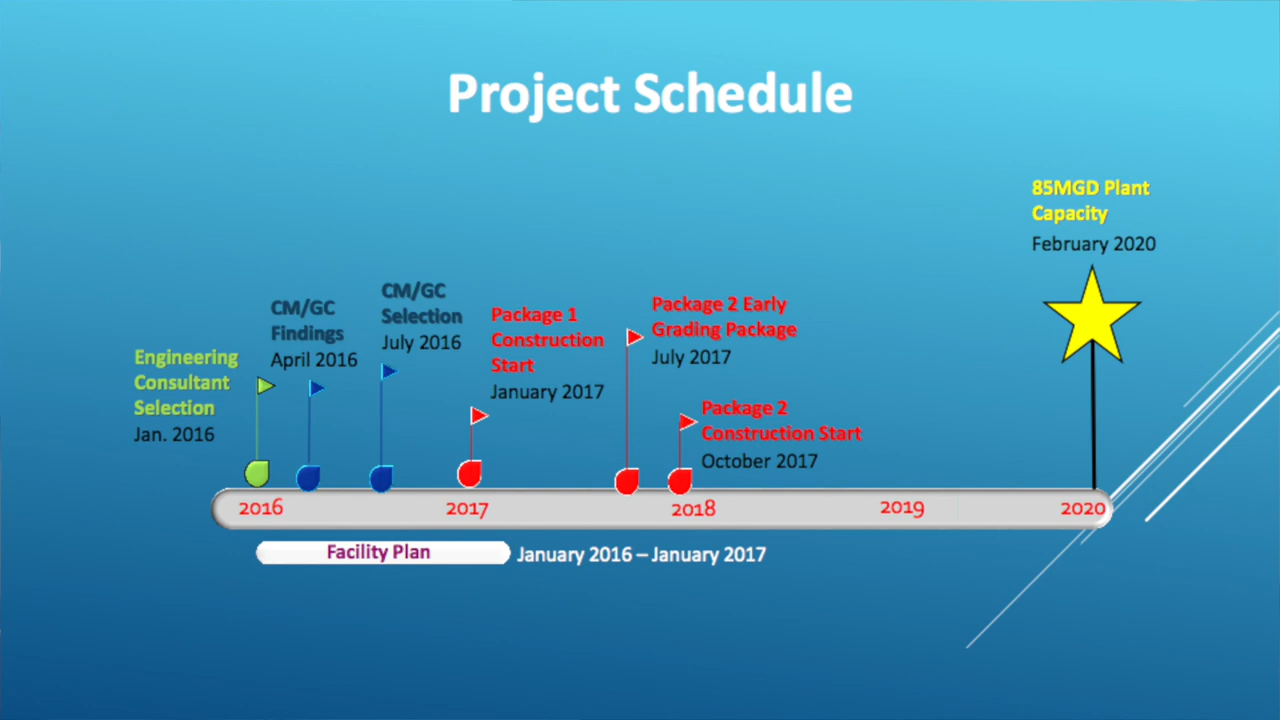 Project Schedule
85MGD Plant
Capacity
February 2020
Engineering
Consultant
Selection
Jan. 2016
CM/GC
Findings
April 2016
CM/GC
Selection
July 2016
Package 1
Construction
Start
January 2017
Package 2 Early
Grading Package
July 2017
Package 2
Construction Start
October 2017
2016 2017 2018 2019 2020
Facility Plan January 2016 – January 2017